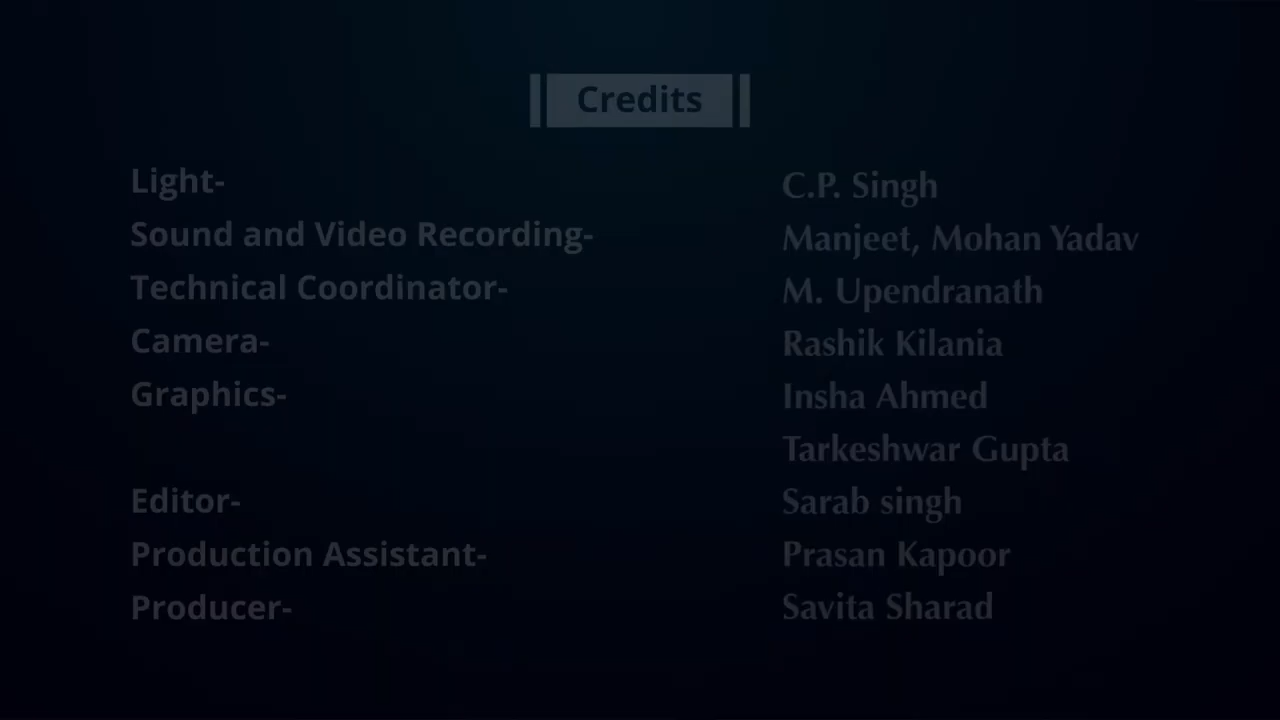 Credits
Light- C.P. Singh
Sound and Video Recording- Manjeet, Mohan Yadav
Technical Coordinator- M. Upendranath
Camera- Rashik Kilania
Graphics- Insha Ahmed
Tarkeshwar Gupta
Editor- Sarab singh
Production Assistant- Prasan Kapoor
Producer- Savita Sharad